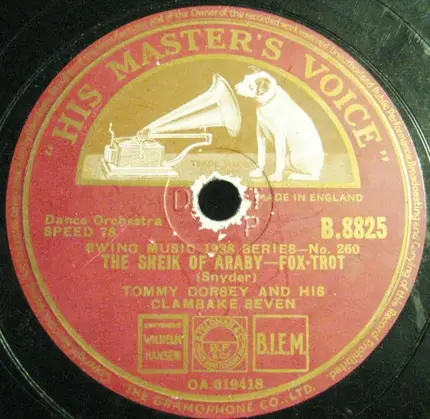 "HIS MASTER'S VOICE"
TRADE MARK
MADE IN ENGLAND
Dance Orchestra
SPEED 78
B.8825
SWING MUSIC 1938 SERIES—No. 260
THE SHEIK OF ARABY—FOX-TROT
(Snyder)
TOMMY DORSEY AND HIS
CLAMBAKE SEVEN
WILHELM
HANSEN
B.I.E.M.
OA 019418
THE GRAMOPHONE CO., LTD.